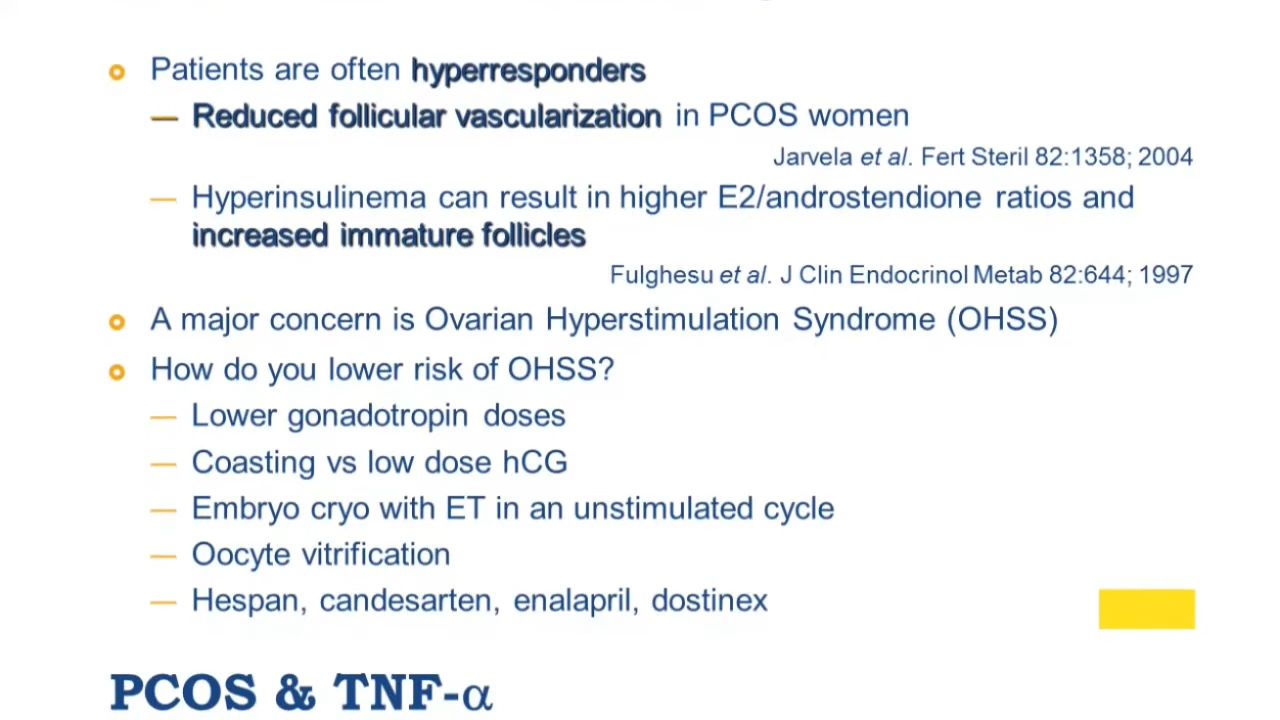 Patients are often hyperresponders
— Reduced follicular vascularization in PCOS women
Jarvela et al. Fert Steril 82:1358; 2004
— Hyperinsulinema can result in higher E2/androstendione ratios and
increased immature follicles
Fulghesu et al. J Clin Endocrinol Metab 82:644; 1997
A major concern is Ovarian Hyperstimulation Syndrome (OHSS)
How do you lower risk of OHSS?
— Lower gonadotropin doses
— Coasting vs low dose hCG
— Embryo cryo with ET in an unstimulated cycle
— Oocyte vitrification
— Hespan, candesarten, enalapril, dostinex
PCOS & TNF-α